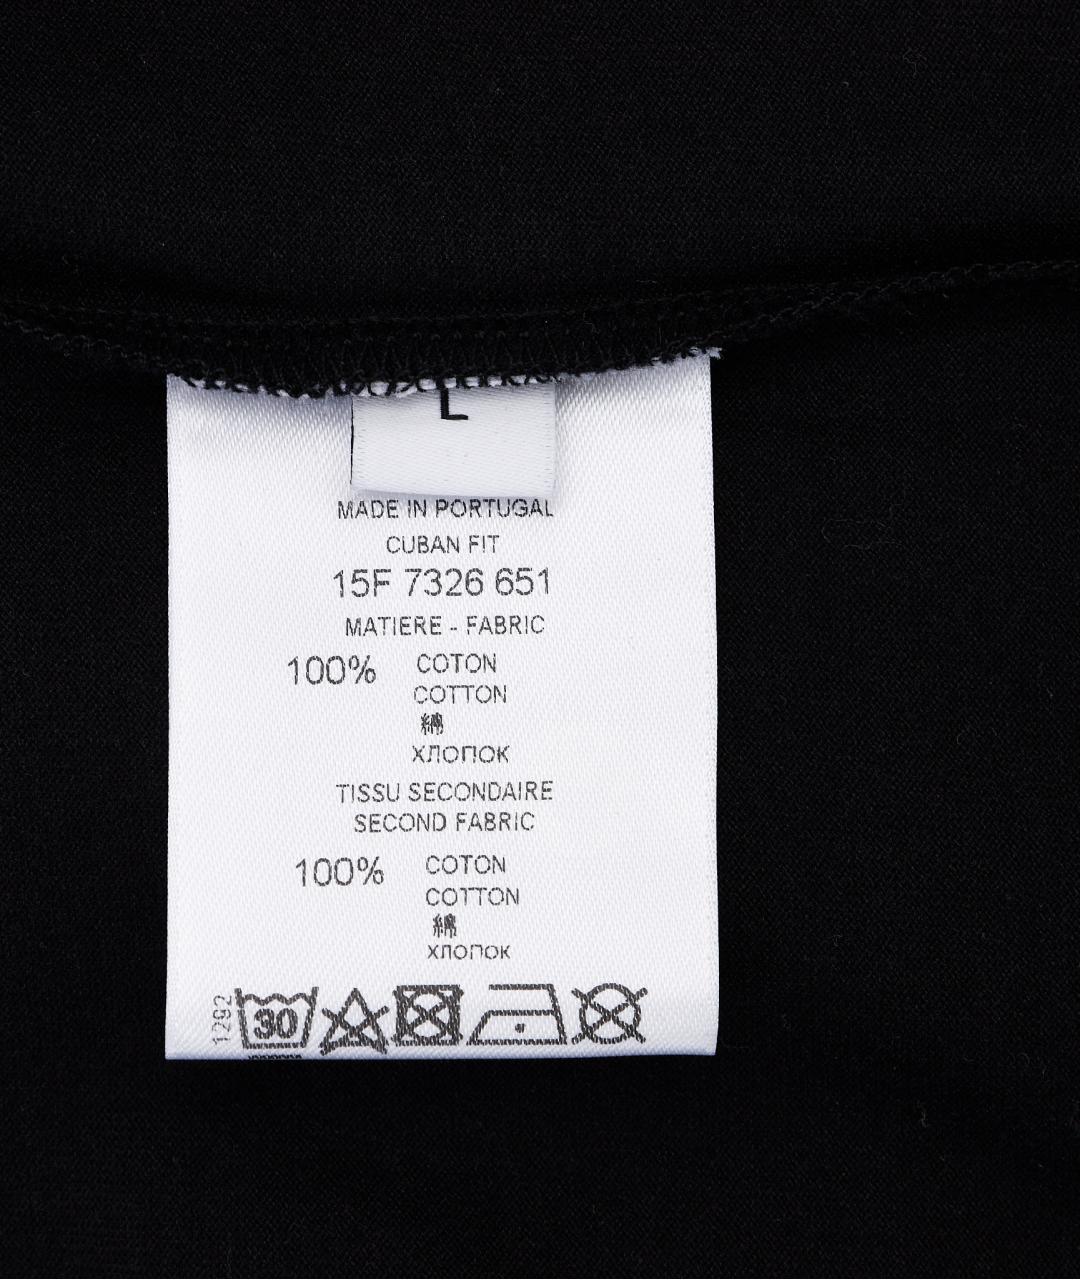 L
MADE IN PORTUGAL
CUBAN FIT
15F 7326 651
MATIERE - FABRIC
100% COTON
COTTON
綿
ХЛОПОК
TISSU SECONDAIRE
SECOND FABRIC
100% COTON
COTTON
綿
ХЛОПОК
1292
30